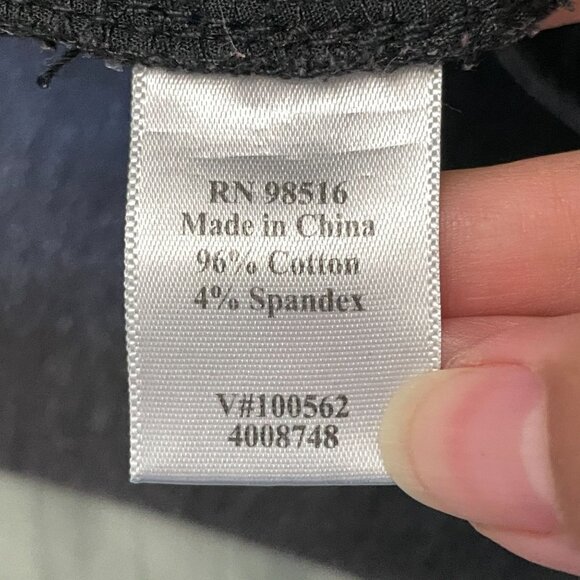 RN 98516
Made in China
96% Cotton
4% Spandex
V#100562
4008748